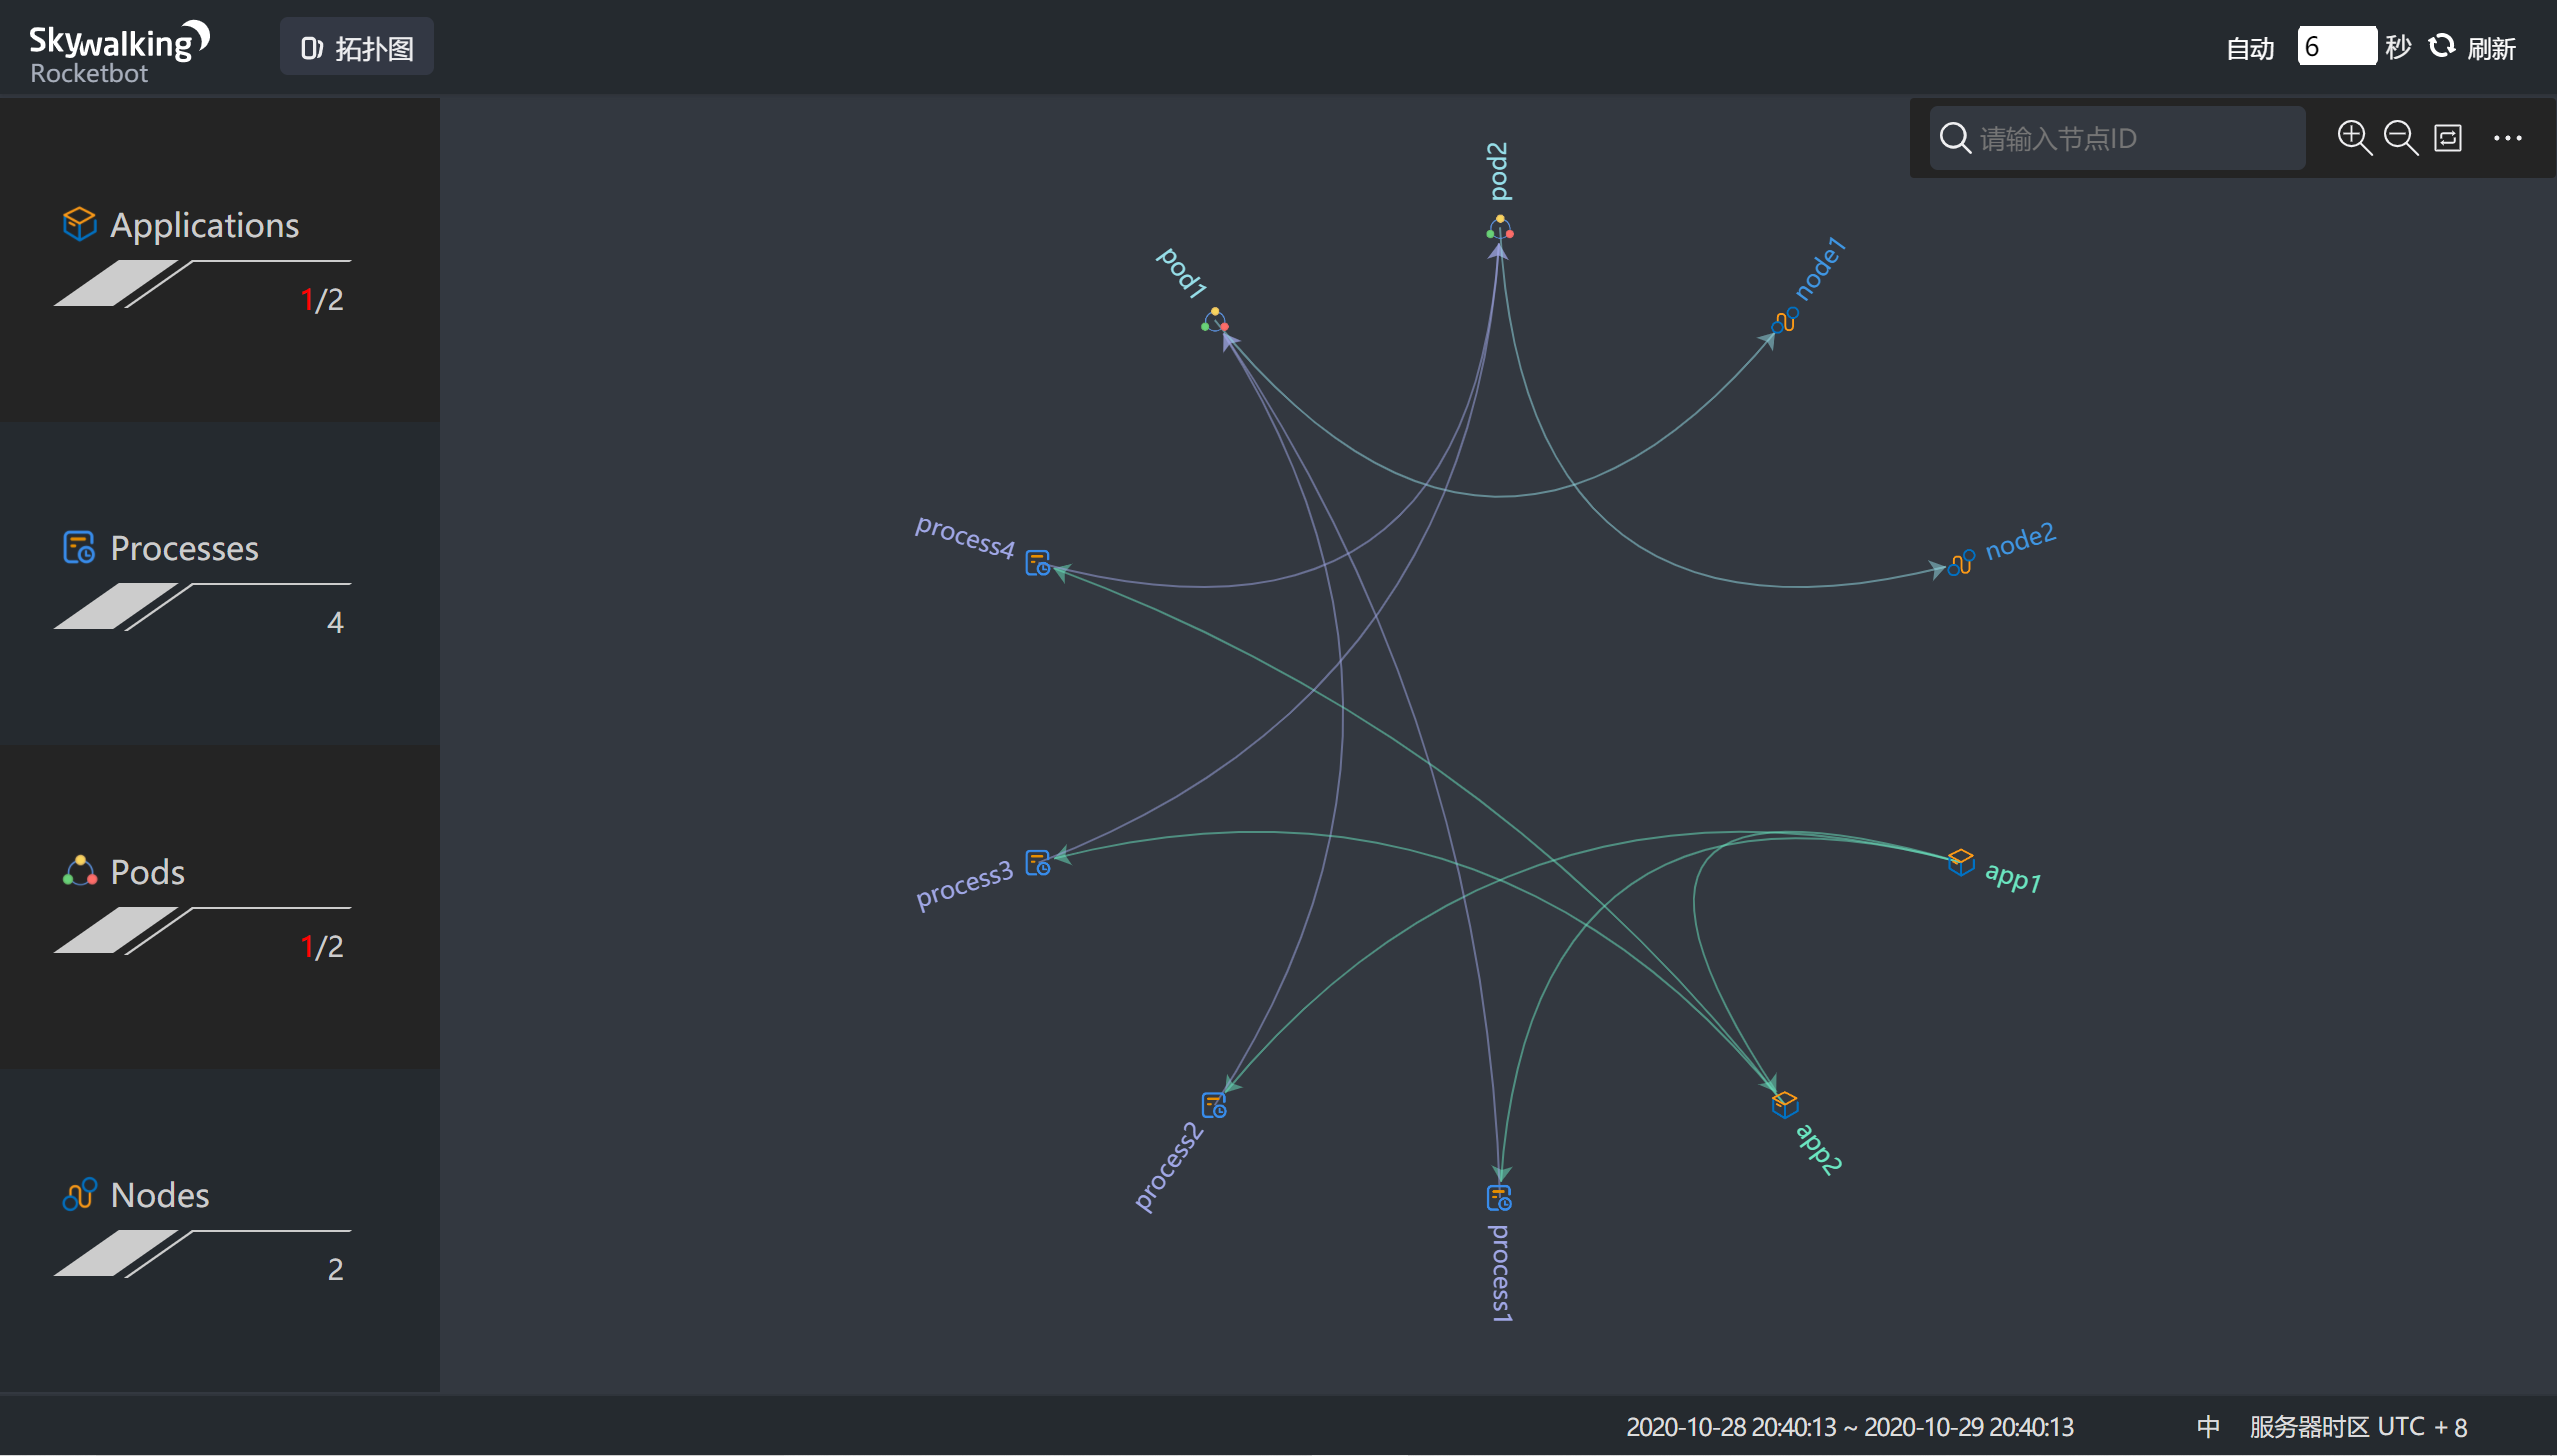 Skywalking
Rocketbot
拓扑图
自动 6 秒 刷新
请输入节点ID
Applications
1/2
Processes
4
Pods
1/2
Nodes
2
pod2
pod1
node1
process4
node2
process3
app1
process2
app2
process1
2020-10-28 20:40:13 ~ 2020-10-29 20:40:13
中
服务器时区 UTC + 8